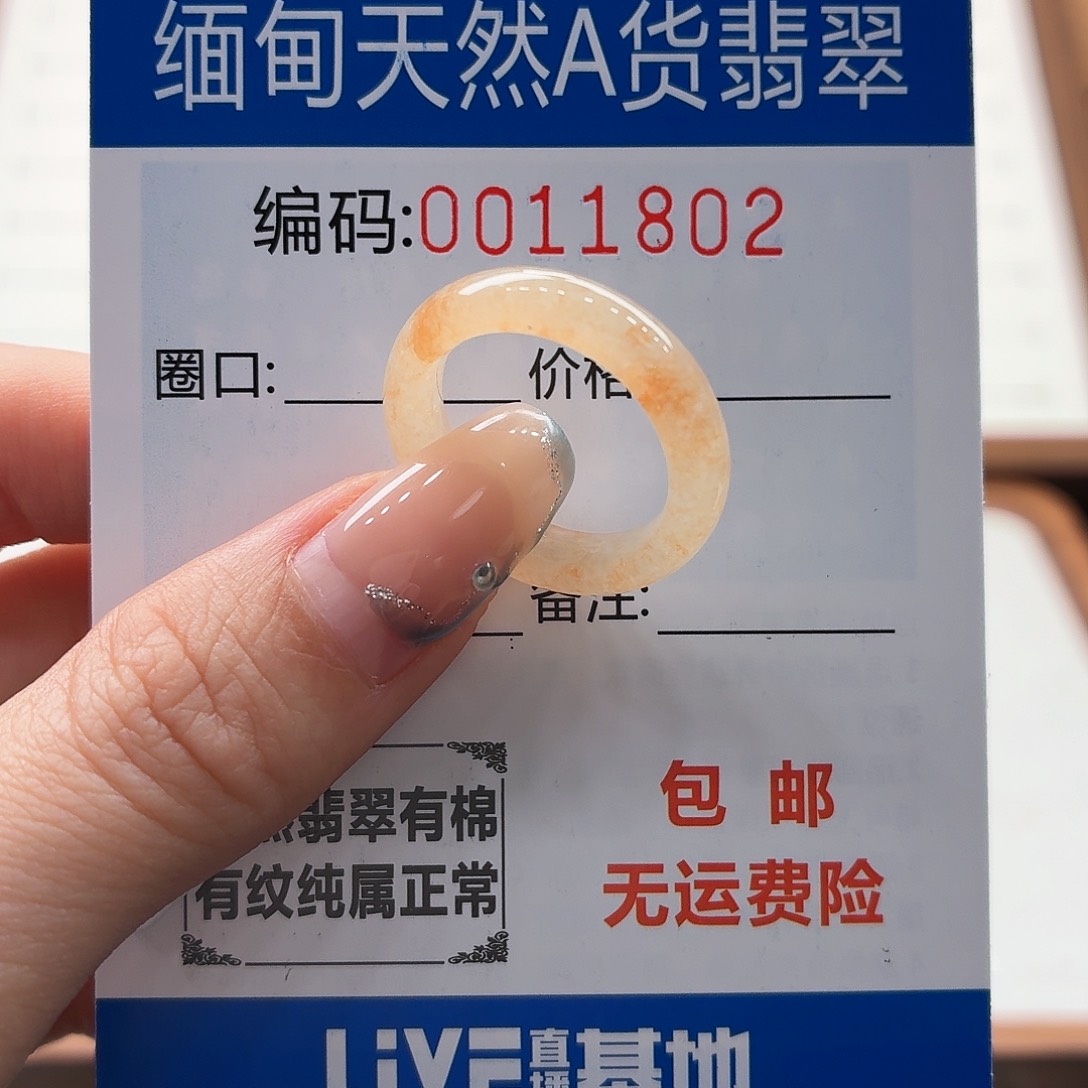 缅甸天然A货翡翠
编码:0011802
圈口: 价格
备注:
翡翠有棉
有纹纯属正常
包邮
无运费险
LiVE直播基地